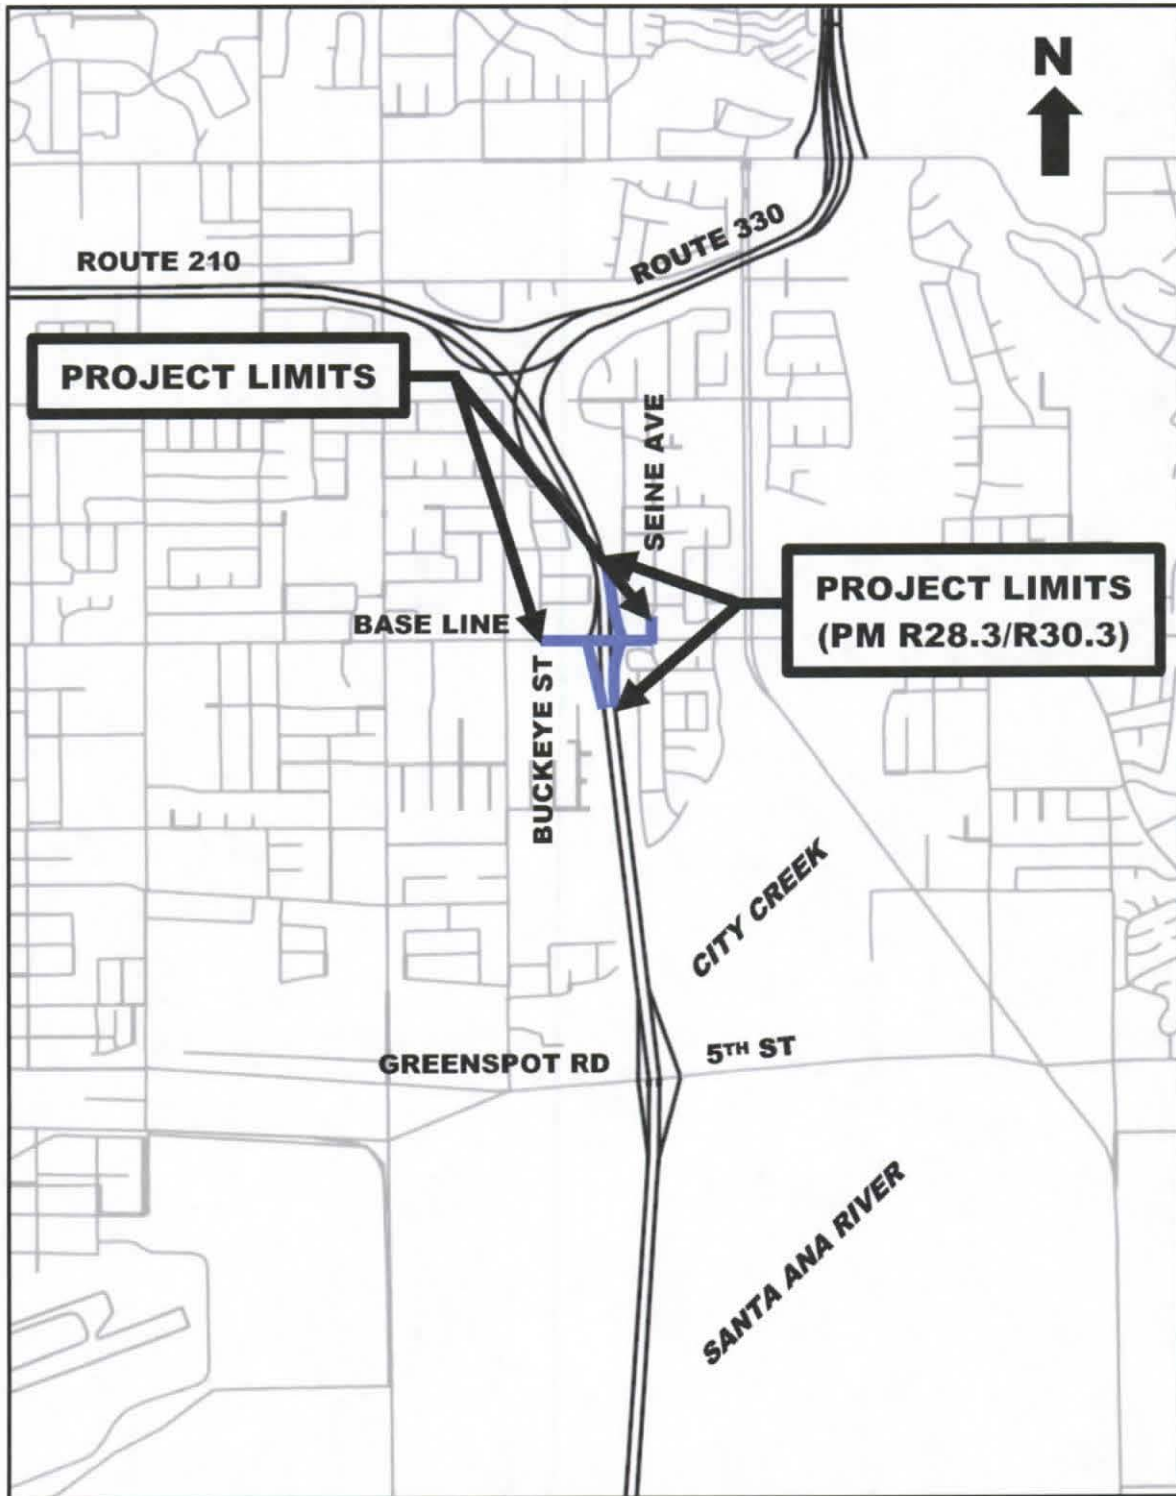 N
ROUTE 330
ROUTE 210
PROJECT LIMITS
SEINE AVE
PROJECT LIMITS
(PM R28.3/R30.3)
BASE LINE
BUCKEYE ST
CITY CREEK
GREENSPOT RD
5TH ST
SANTA ANA RIVER